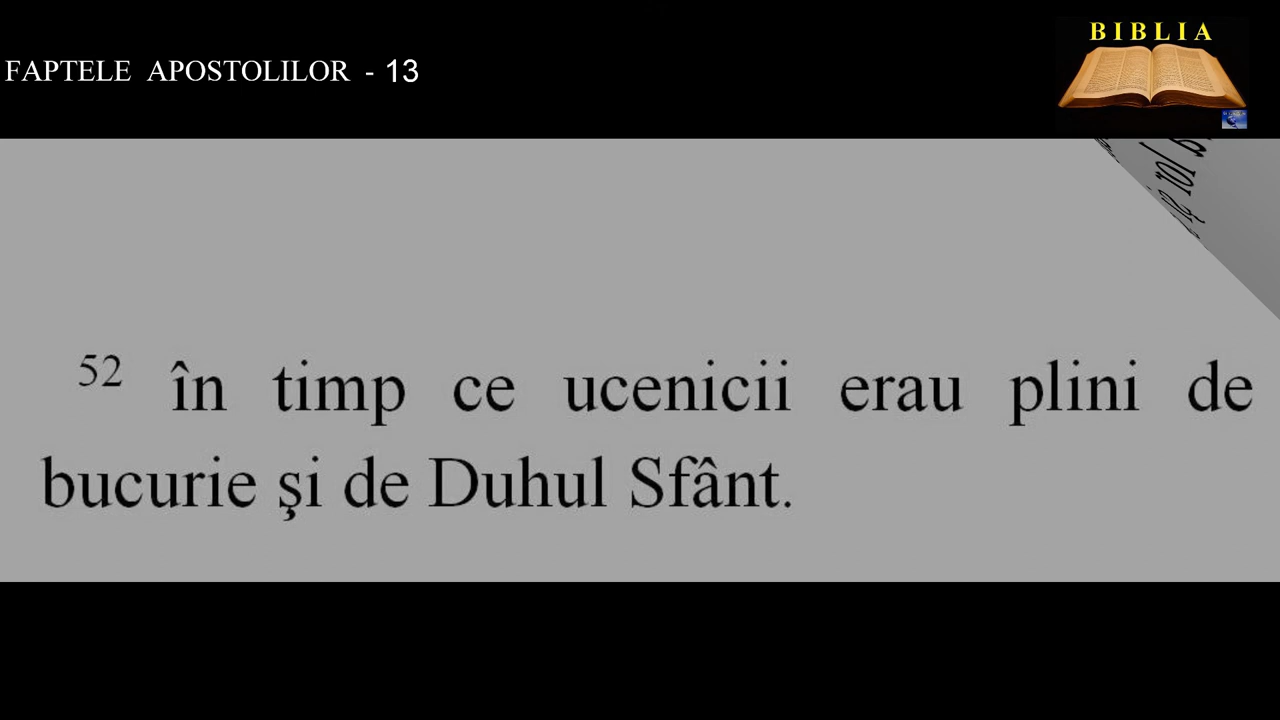 BIBLIA
FAPTELE APOSTOLILOR - 13
52 în timp ce ucenicii erau plini de
bucurie şi de Duhul Sfânt.